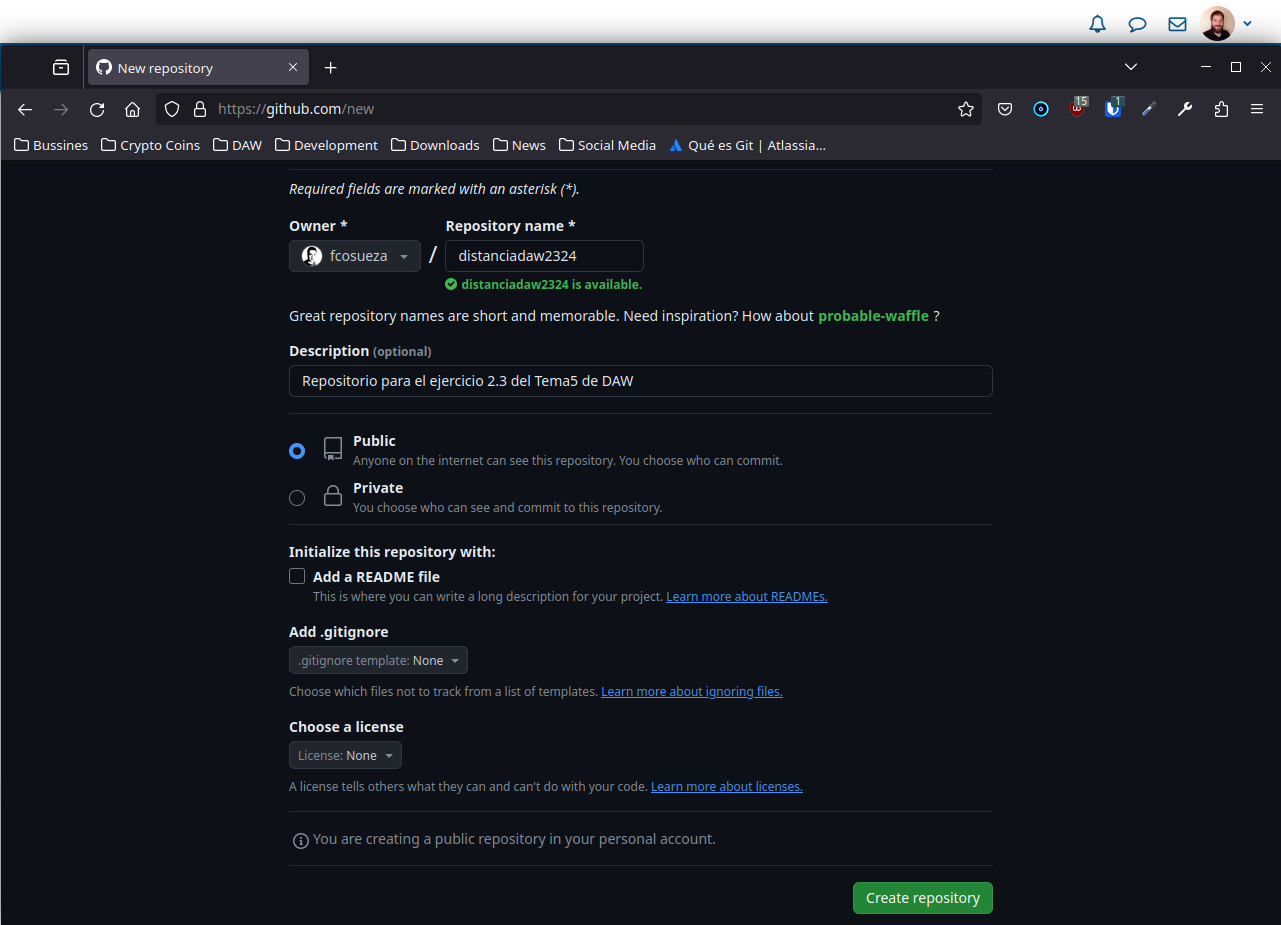 New repository
https://github.com/new
15
1
Bussines
Crypto Coins
DAW
Development
Downloads
News
Social Media
Qué es Git | Atlassia...
Required fields are marked with an asterisk (*).
Owner *
Repository name *
fcosueza
/
distanciadaw2324
distanciadaw2324 is available.
Great repository names are short and memorable. Need inspiration? How about probable-waffle ?
Description (optional)
Repositorio para el ejercicio 2.3 del Tema5 de DAW
Public
Anyone on the internet can see this repository. You choose who can commit.
Private
You choose who can see and commit to this repository.
Initialize this repository with:
Add a README file
This is where you can write a long description for your project. Learn more about READMEs.
Add .gitignore
.gitignore template: None
Choose which files not to track from a list of templates. Learn more about ignoring files.
Choose a license
License: None
A license tells others what they can and can't do with your code. Learn more about licenses.
You are creating a public repository in your personal account.
Create repository